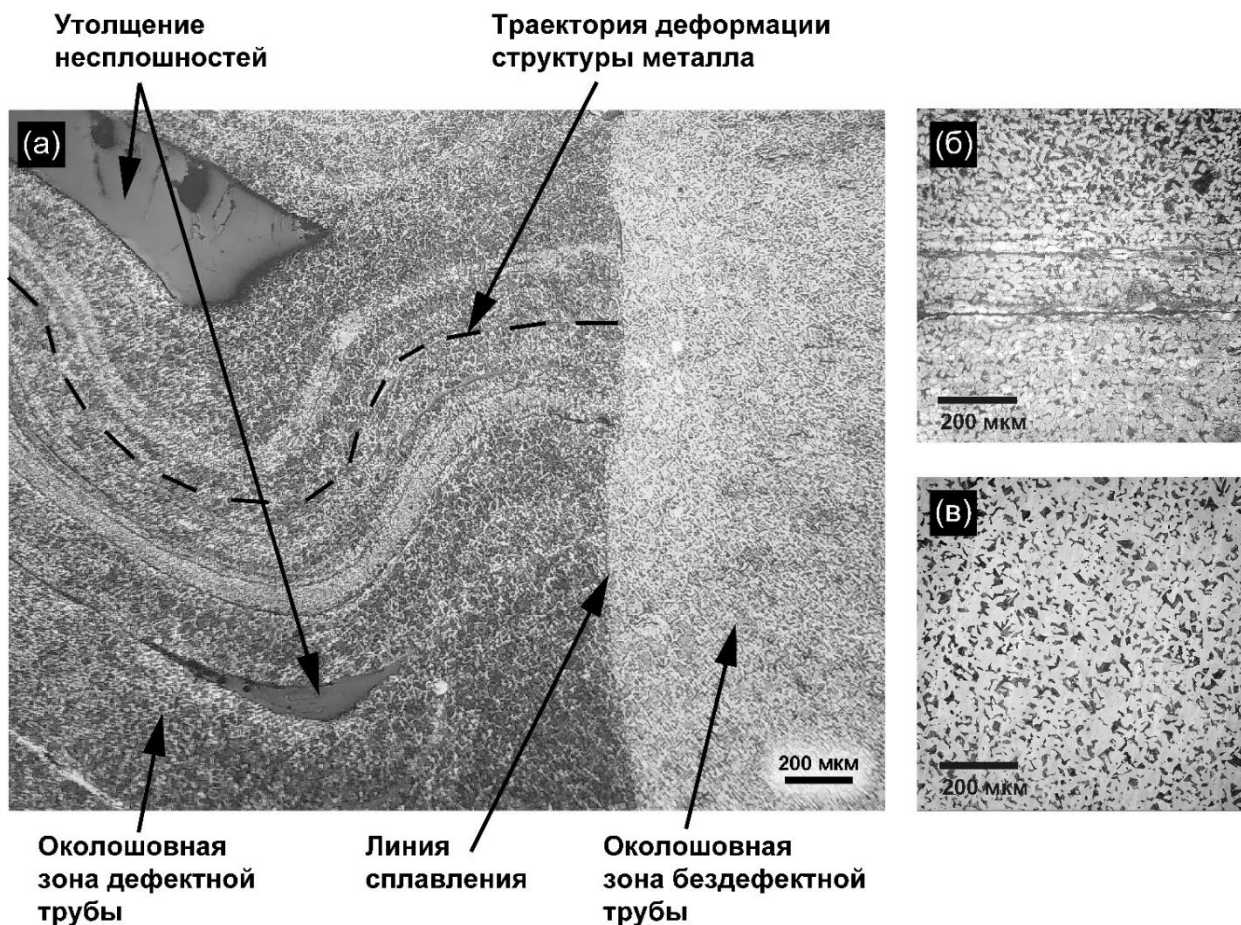 Утолщение
несплошностей
Траектория деформации
структуры металла
(а)
(б)
200 мкм
(в)
200 мкм
200 мкм
Околошовная
зона дефектной
трубы
Линия
сплавления
Околошовная
зона бездефектной
трубы